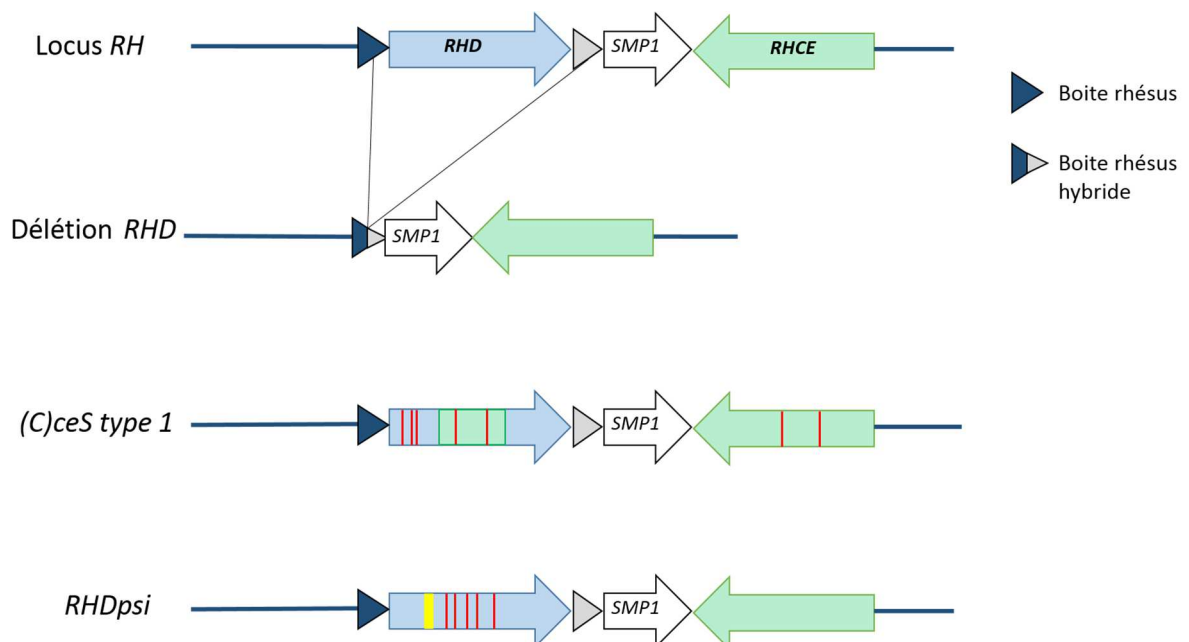 Locus RH
RHD
SMP1
RHCE
Boite rhésus
Boite rhésus
hybride
Délétion RHD
SMP1
(C)ceS type 1
SMP1
RHDpsi
SMP1